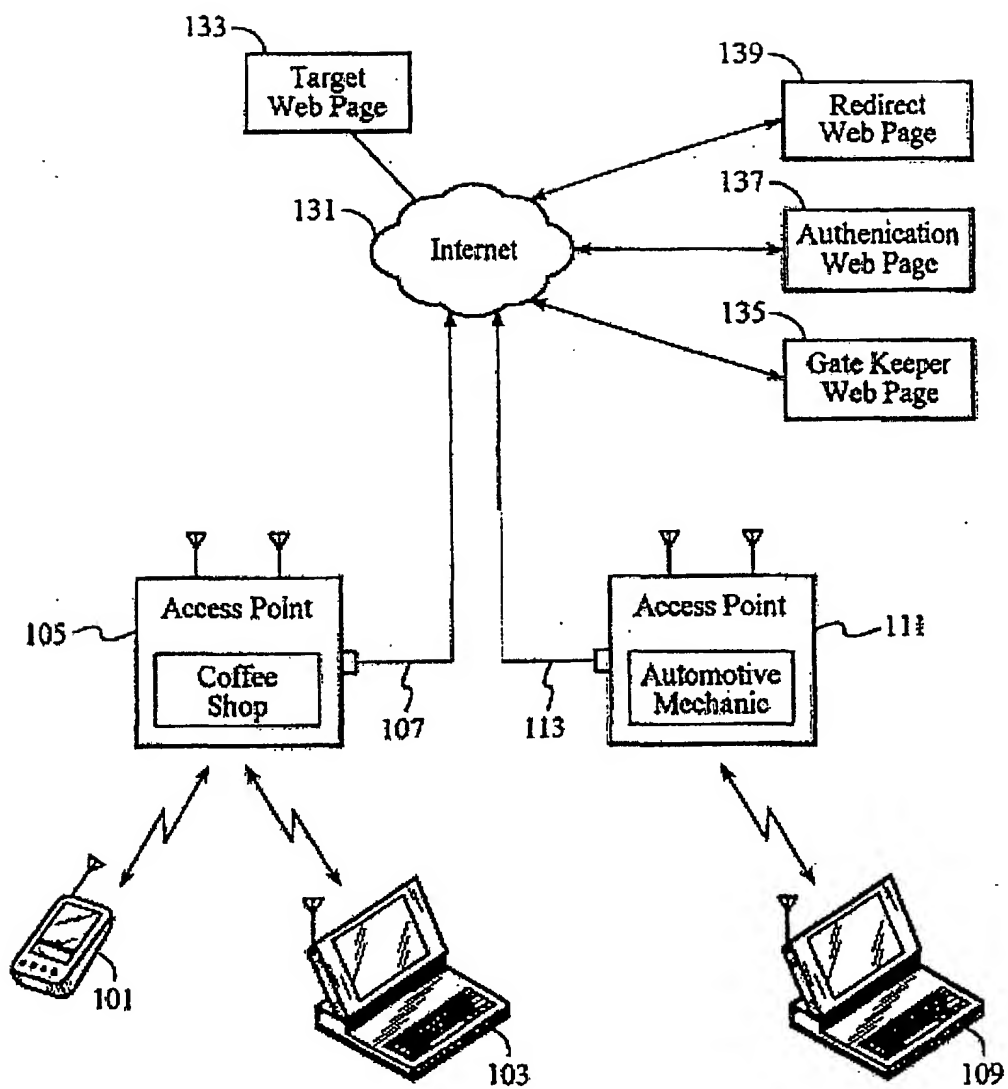 133
Target
Web Page
139
Redirect
Web Page
131
Internet
137
Authenication
Web Page
135
Gate Keeper
Web Page
Access Point
105
Coffee
Shop
107
Access Point
111
Automotive
Mechanic
113
101
103
109